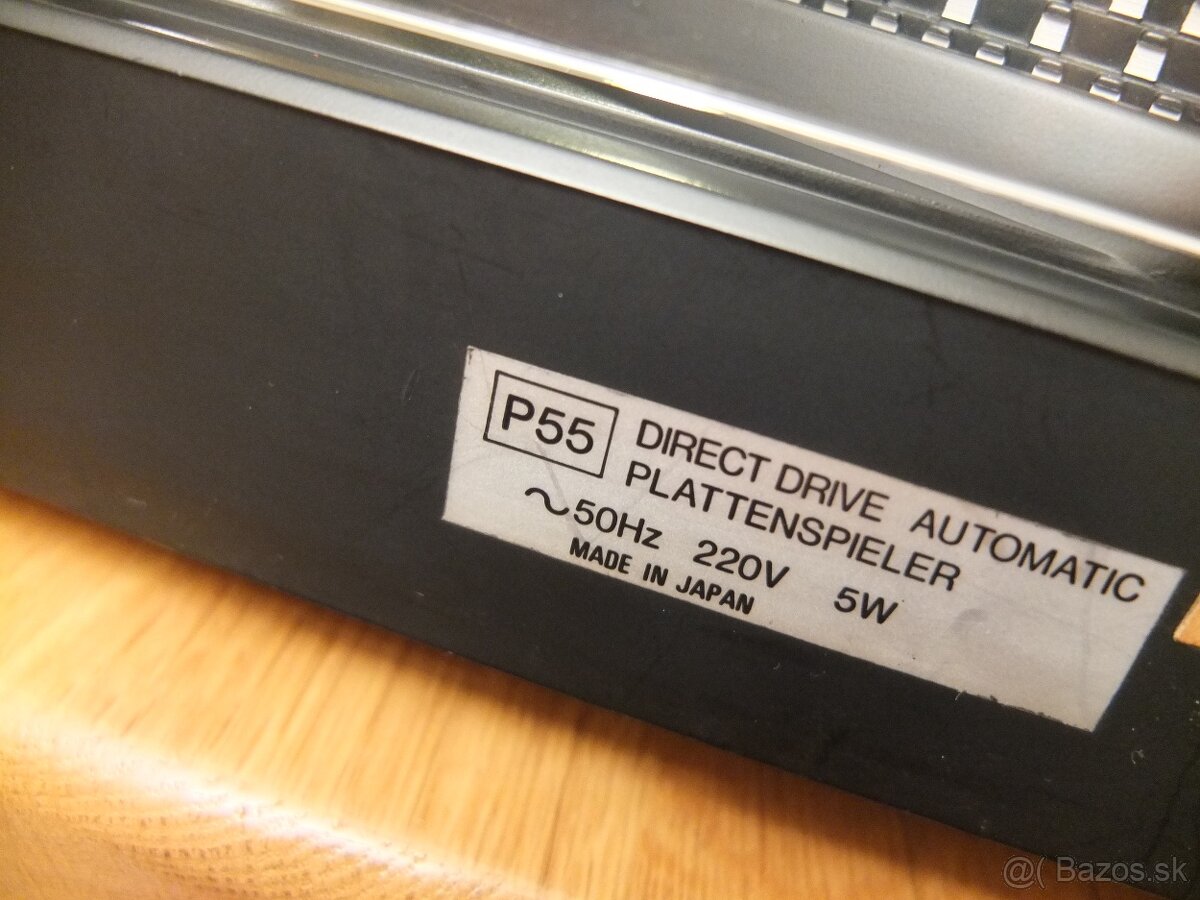 P55 DIRECT DRIVE AUTOMATIC
PLATTENSPIELER
~50Hz 220V 5W
MADE IN JAPAN
@( Bazos.sk